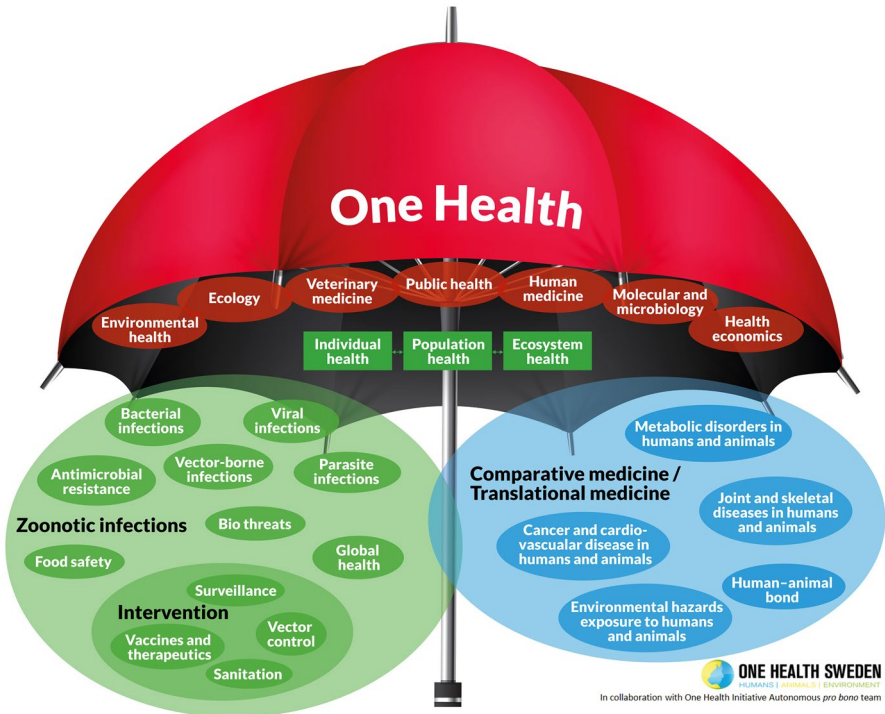 One Health
Environmental
health
Ecology
Veterinary
medicine
Public health
Human
medicine
Molecular and
microbiology
Health
economics
Individual
health
Population
health
Ecosystem
health
Bacterial
infections
Viral
infections
Antimicrobial
resistance
Vector-borne
infections
Parasite
infections
Zoonotic infections
Bio threats
Food safety
Global
health
Surveillance
Intervention
Vaccines and
therapeutics
Vector
control
Sanitation
Metabolic disorders in
humans and animals
Comparative medicine /
Translational medicine
Joint and skeletal
diseases in humans
and animals
Cancer and cardio-
vascular disease in
humans and animals
Human–animal
bond
Environmental hazards
exposure to humans
and animals
ONE HEALTH SWEDEN
HUMANS | ANIMALS | ENVIRONMENT
In collaboration with One Health Initiative Autonomous pro bono team